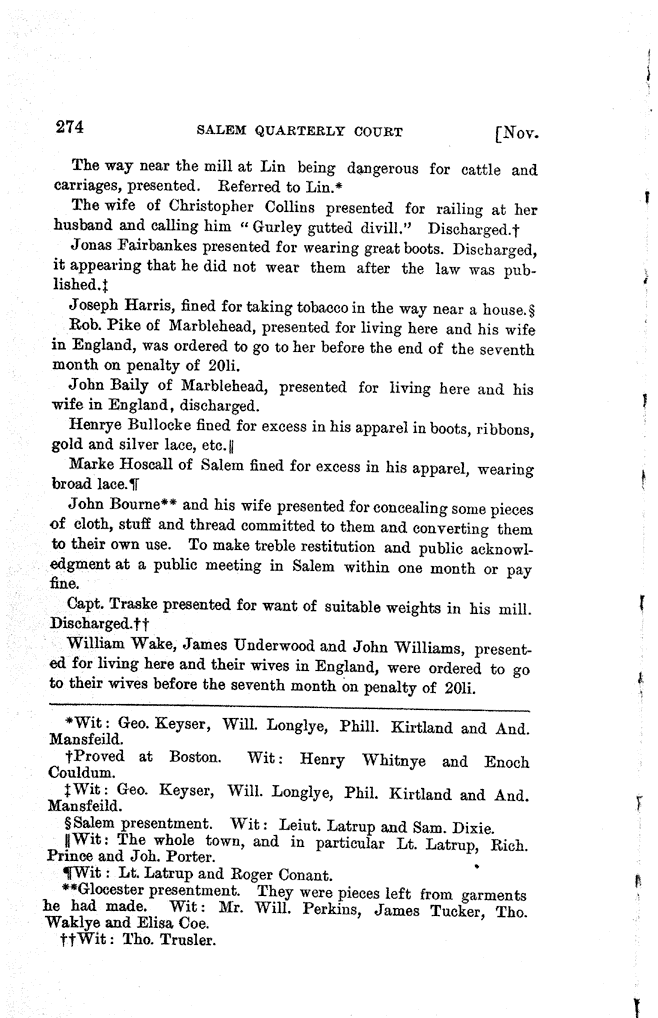 274 SALEM QUARTERLY COURT [Nov.
The way near the mill at Lin being dangerous for cattle and
carriages, presented. Referred to Lin.*
The wife of Christopher Collins presented for railing at her
husband and calling him "Gurley gutted divill." Discharged.†
Jonas Fairbankes presented for wearing great boots. Discharged,
it appearing that he did not wear them after the law was pub-
lished.‡
Joseph Harris, fined for taking tobacco in the way near a house.§
Rob. Pike of Marblehead, presented for living here and his wife
in England, was ordered to go to her before the end of the seventh
month on penalty of 20li.
John Baily of Marblehead, presented for living here and his
wife in England, discharged.
Henrye Bullocke fined for excess in his apparel in boots, ribbons,
gold and silver lace, etc.‖
Marke Hoscall of Salem fined for excess in his apparel, wearing
broad lace.¶
John Bourne** and his wife presented for concealing some pieces
of cloth, stuff and thread committed to them and converting them
to their own use. To make treble restitution and public acknowl-
edgment at a public meeting in Salem within one month or pay
fine.
Capt. Traske presented for want of suitable weights in his mill.
Discharged.††
William Wake, James Underwood and John Williams, present-
ed for living here and their wives in England, were ordered to go
to their wives before the seventh month on penalty of 20li.
*Wit: Geo. Keyser, Will. Longlye, Phill. Kirtland and And.
Mansfeild.
†Proved at Boston. Wit: Henry Whitnye and Enoch
Couldum.
‡Wit: Geo. Keyser, Will. Longlye, Phil. Kirtland and And.
Mansfeild.
§Salem presentment. Wit: Leiut. Latrup and Sam. Dixie.
‖Wit: The whole town, and in particular Lt. Latrup, Rich.
Prince and Joh. Porter.
¶Wit: Lt. Latrup and Roger Conant.
**Glocester presentment. They were pieces left from garments
he had made. Wit: Mr. Will. Perkins, James Tucker, Tho.
Waklye and Elisa Coe.
††Wit: Tho. Trusler.